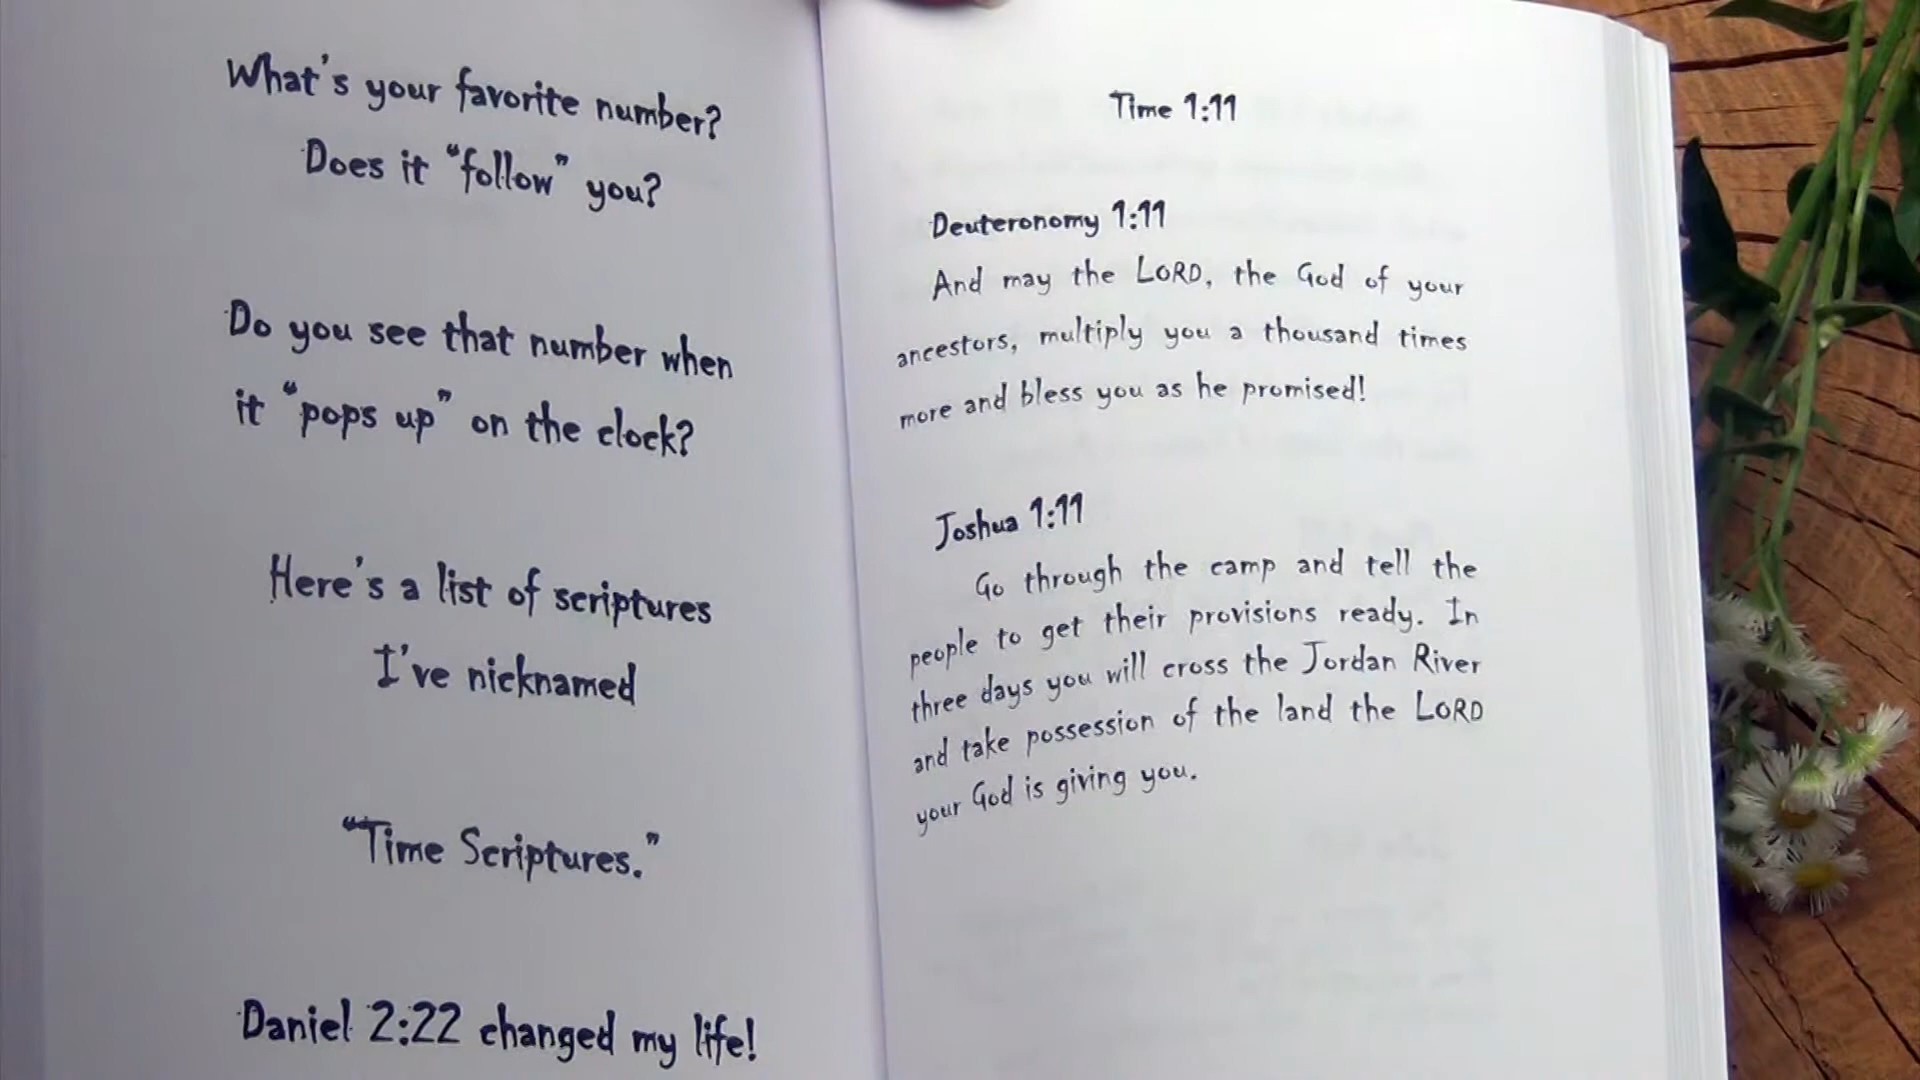 What's your favorite number?
Does it "follow" you?
Do you see that number when
it "pops up" on the clock?
Here's a list of scriptures
I've nicknamed
"Time Scriptures."
Daniel 2:22 changed my life!
Time 1:11
Deuteronomy 1:11
And may the LORD, the God of your
ancestors, multiply you a thousand times
more and bless you as he promised!
Joshua 1:11
Go through the camp and tell the
people to get their provisions ready. In
three days you will cross the Jordan River
and take possession of the land the LORD
your God is giving you.